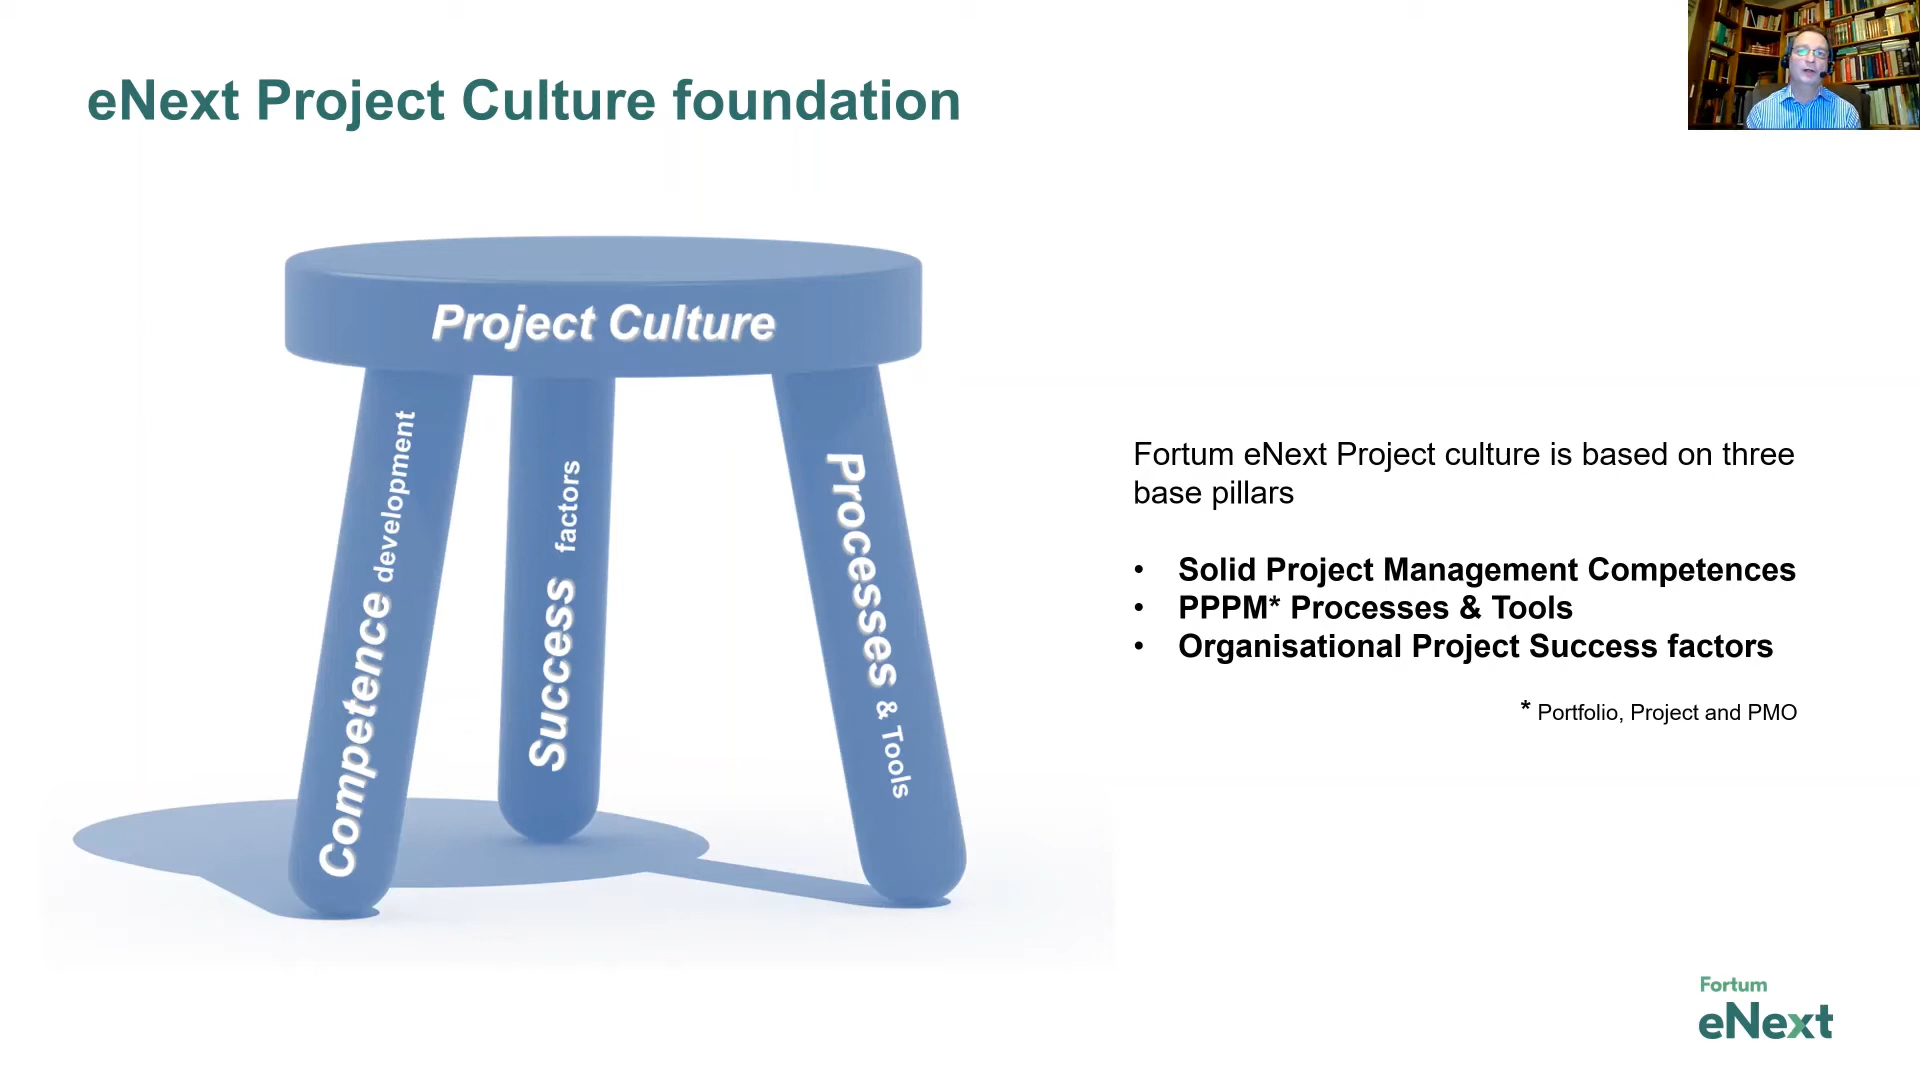 eNext Project Culture foundation
Project Culture
Competence development
Success factors
Processes & Tools
Fortum eNext Project culture is based on three
base pillars
• Solid Project Management Competences
• PPPM* Processes & Tools
• Organisational Project Success factors
* Portfolio, Project and PMO
Fortum
eNext